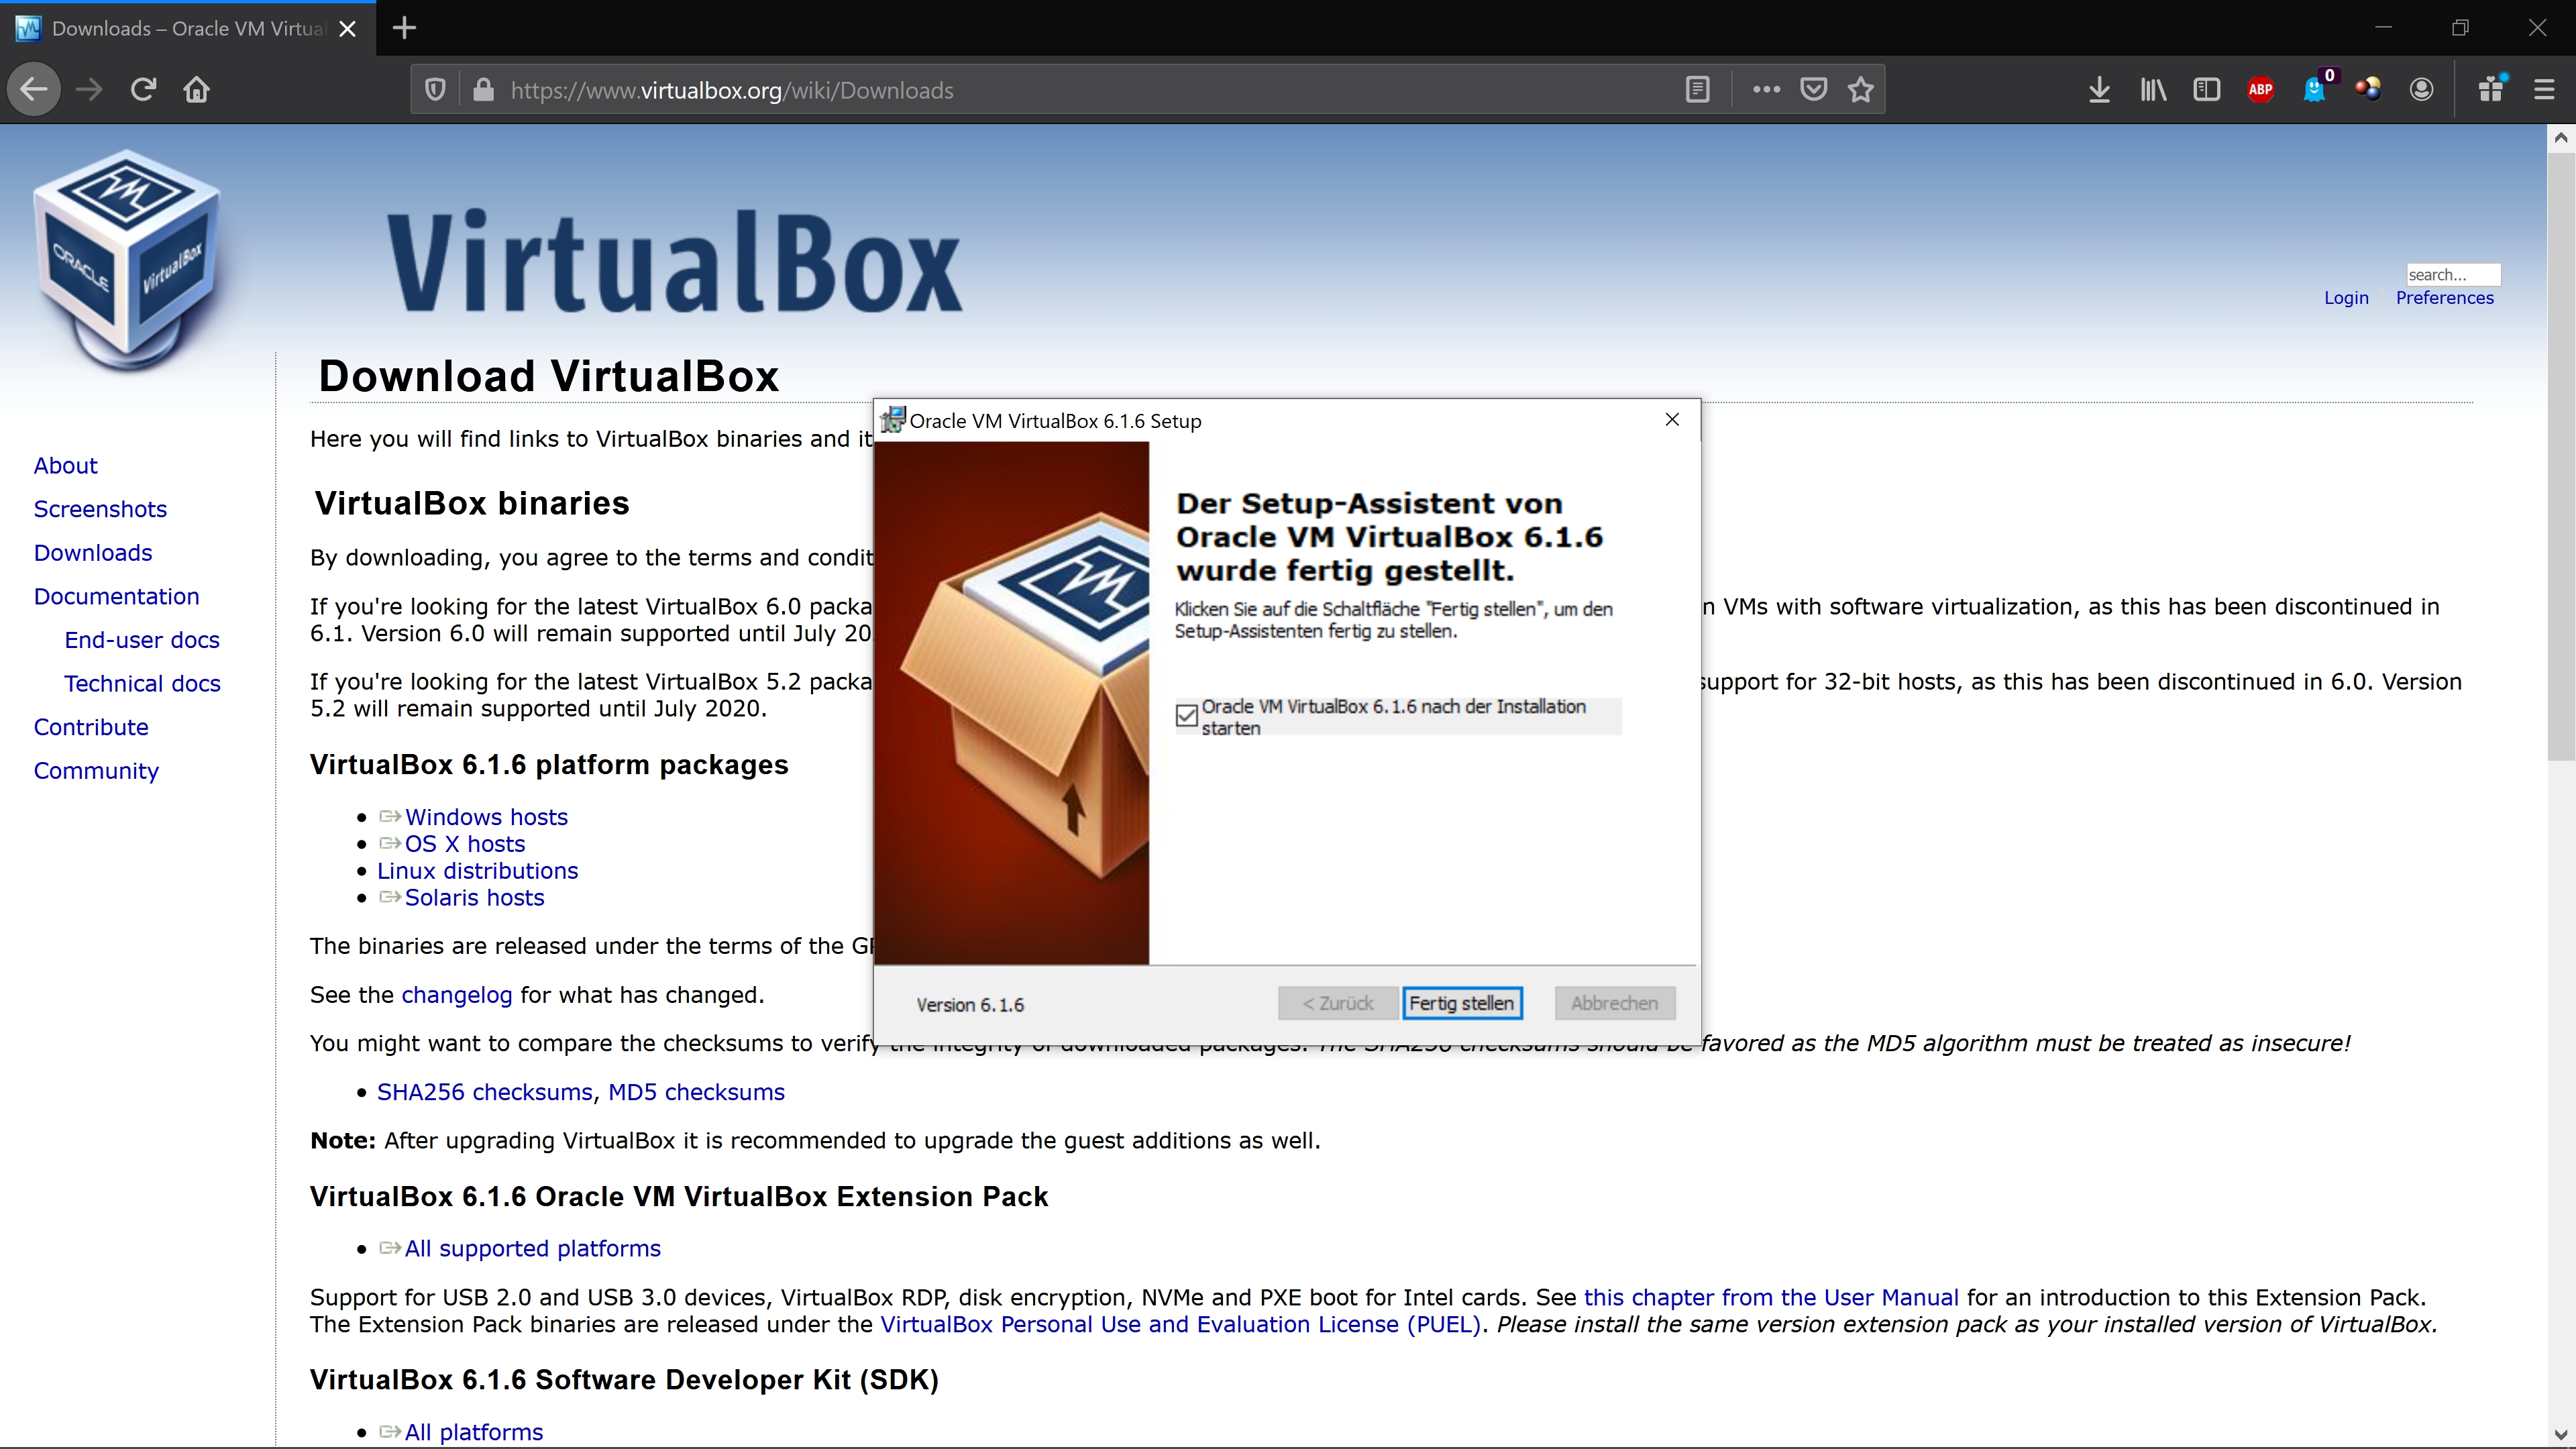 Downloads – Oracle VM Virtual
https://www.virtualbox.org/wiki/Downloads
ABP
0
ORACLE
VirtualBox
VirtualBox
search...
Login Preferences
About
Screenshots
Downloads
Documentation
End-user docs
Technical docs
Contribute
Community
Download VirtualBox
Here you will find links to VirtualBox binaries and it
VirtualBox binaries
By downloading, you agree to the terms and condit
If you're looking for the latest VirtualBox 6.0 packa
n VMs with software virtualization, as this has been discontinued in
6.1. Version 6.0 will remain supported until July 20
If you're looking for the latest VirtualBox 5.2 packa
support for 32-bit hosts, as this has been discontinued in 6.0. Version
5.2 will remain supported until July 2020.
VirtualBox 6.1.6 platform packages
Windows hosts
OS X hosts
Linux distributions
Solaris hosts
The binaries are released under the terms of the GP
See the changelog for what has changed.
You might want to compare the checksums to verify the integrity of downloaded packages. The SHA256 checksums should be favored as the MD5 algorithm must be treated as insecure!
SHA256 checksums, MD5 checksums
Note: After upgrading VirtualBox it is recommended to upgrade the guest additions as well.
VirtualBox 6.1.6 Oracle VM VirtualBox Extension Pack
All supported platforms
Support for USB 2.0 and USB 3.0 devices, VirtualBox RDP, disk encryption, NVMe and PXE boot for Intel cards. See this chapter from the User Manual for an introduction to this Extension Pack.
The Extension Pack binaries are released under the VirtualBox Personal Use and Evaluation License (PUEL). Please install the same version extension pack as your installed version of VirtualBox.
VirtualBox 6.1.6 Software Developer Kit (SDK)
All platforms
Oracle VM VirtualBox 6.1.6 Setup
Der Setup-Assistent von
Oracle VM VirtualBox 6.1.6
wurde fertig gestellt.
Klicken Sie auf die Schaltfläche "Fertig stellen", um den
Setup-Assistenten fertig zu stellen.
Oracle VM VirtualBox 6.1.6 nach der Installation
starten
Version 6.1.6
< Zurück Fertig stellen Abbrechen